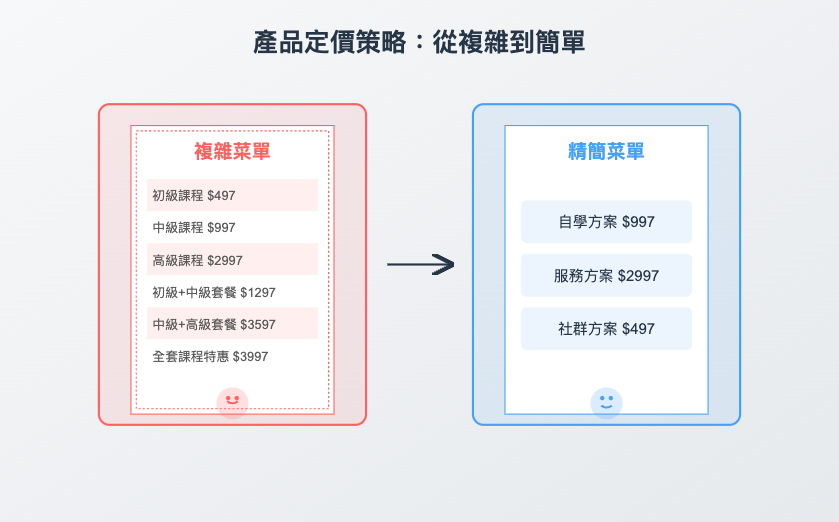 產品定價策略：從複雜到簡單
複雜菜單
初級課程 $497
中級課程 $997
高級課程 $2997
初級+中級套餐 $1297
中級+高級套餐 $3597
全套課程特惠 $3997
精簡菜單
自學方案 $997
服務方案 $2997
社群方案 $497